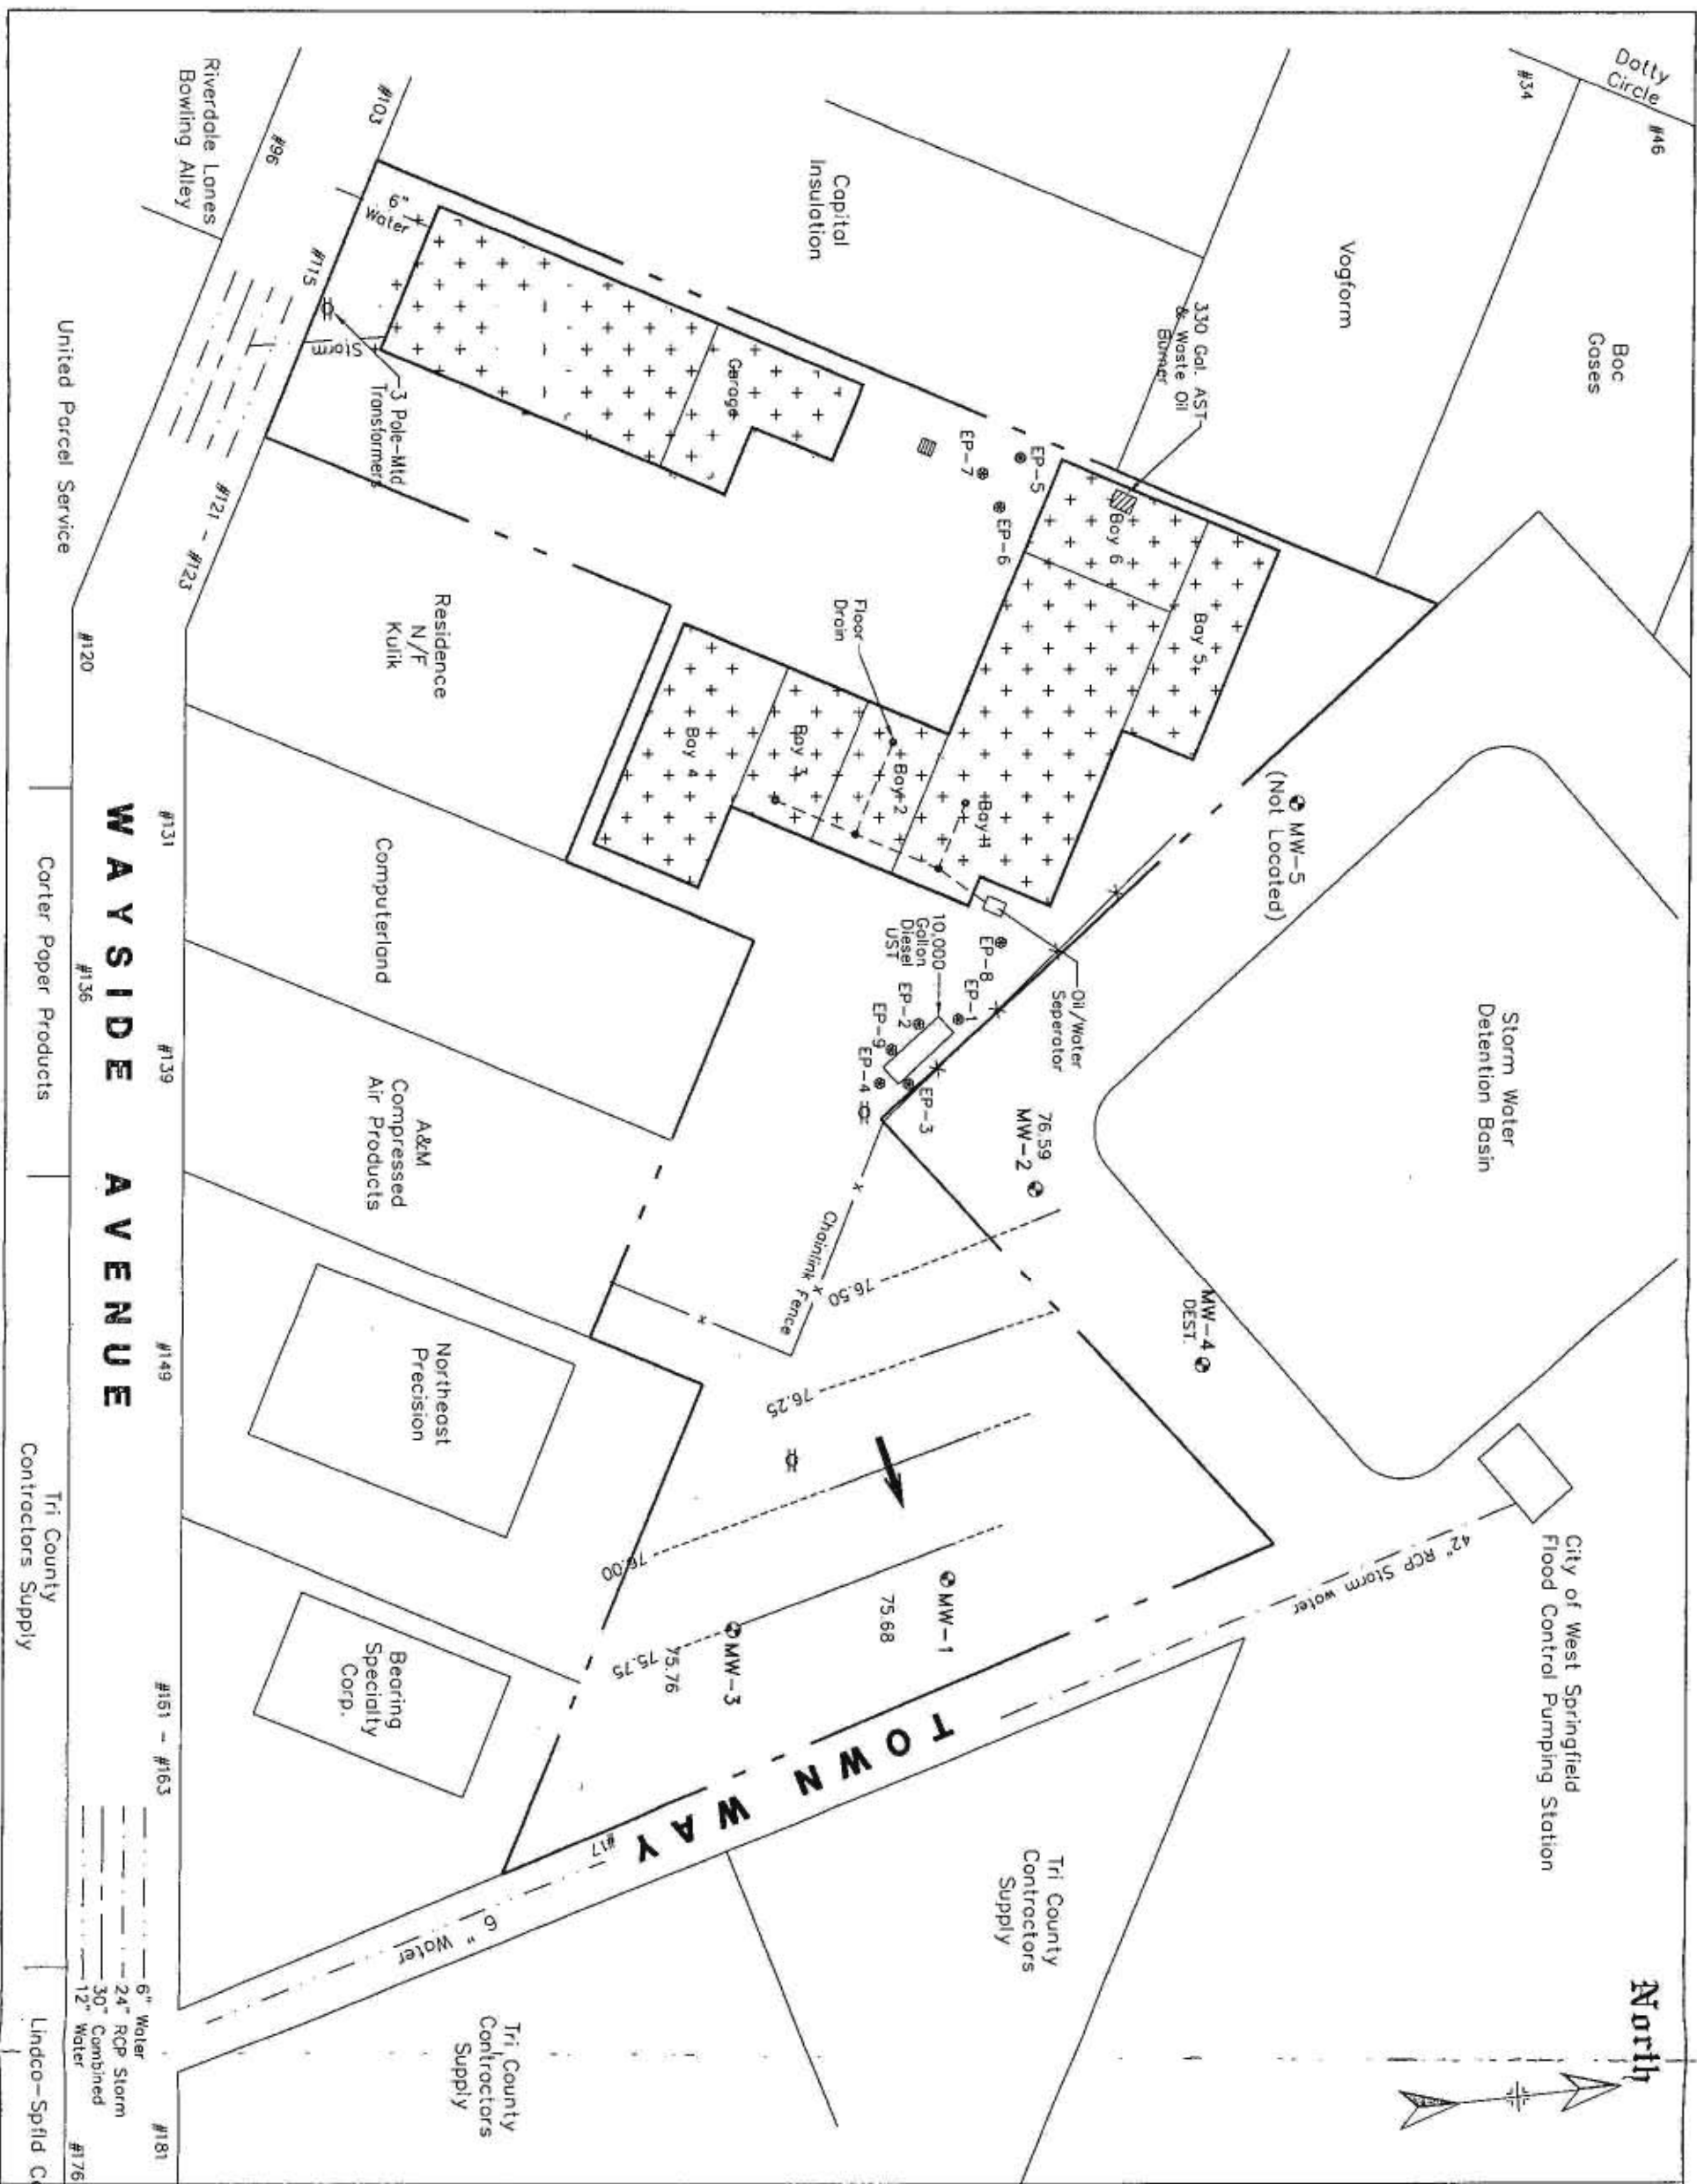 North
Dotty
Circle
#46
#34
Boc
Gases
Vogform
Capital
Insulation
330 Gal. AST
& Waste Oil
Burner
Storm Water
Detention Basin
City of West Springfield
Flood Control Pumping Station
42" RCP Storm water
MW-5
(Not Located)
MW-4
DEST.
76.59
MW-2
Oil/Water
Seperator
EP-5
EP-7
EP-6
Bay 6
Bay 5
Bay 1
Bay 2
Bay 3
Bay 4
Floor
Drain
Garage
EP-8
EP-1
10,000
Gallon
Diesel
UST
EP-2
EP-9
EP-4
EP-3
Chainlink Fence
76.50
76.25
76.00
75.75
MW-1
75.68
MW-3
75.76
TOWN WAY
#17
6" Water
Tri County
Contractors
Supply
Tri County
Contractors
Supply
#103
#96
Riverdale Lanes
Bowling Alley
6"
Water
#115
Storm
3 Pole-Mtd
Transformers
#121 - #123
Residence
N/F
Kulik
Computerland
A&M
Compressed
Air Products
Northeast
Precision
Bearing
Specialty
Corp.
#131
#139
#149
#161 - #163
#181
WAYSIDE AVENUE
6" Water
24" RCP Storm
30" Combined
12" Water
#120
#136
#176
United Parcel Service
Carter Paper Products
Tri County
Contractors Supply
Lindco-Spfld